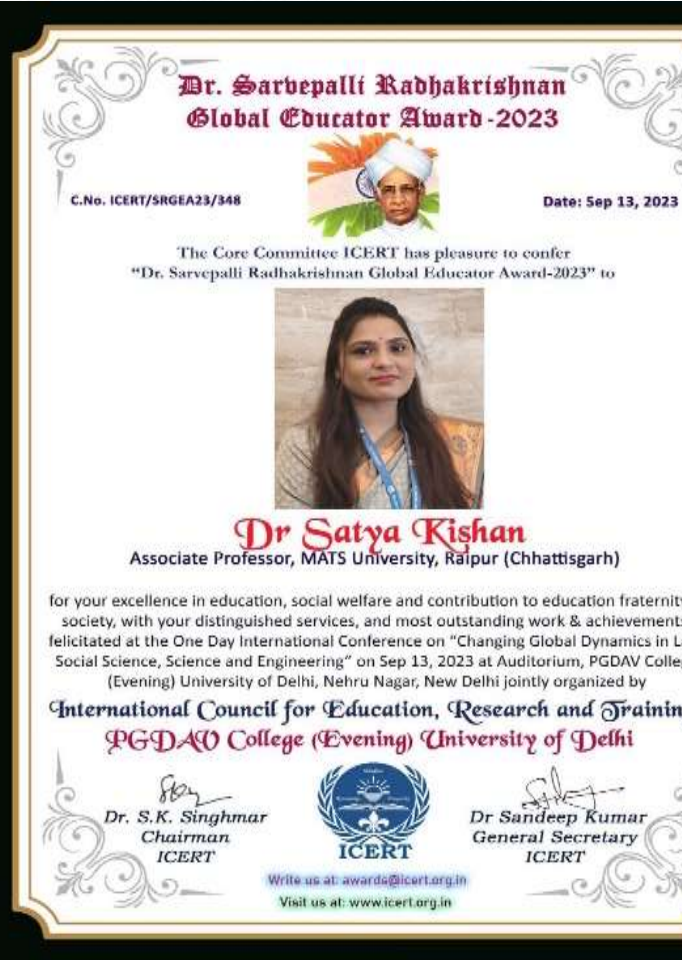 Dr. Sarvepalli Radhakrishnan
Global Educator Award-2023
C.No. ICERT/SRGEA23/348
Date: Sep 13, 2023
The Core Committee ICERT has pleasure to confer
“Dr. Sarvepalli Radhakrishnan Global Educator Award-2023” to
Dr Satya Kishan
Associate Professor, MATS University, Raipur (Chhattisgarh)
for your excellence in education, social welfare and contribution to education
society, with your distinguished services, and most outstanding work &
felicitated at the One Day International Conference on “Changing Global Dynamics in
Social Science, Science and Engineering” on Sep 13, 2023 at Auditorium, PGDAV
(Evening) University of Delhi, Nehru Nagar, New Delhi jointly organized by
International Council for Education, Research and
PGDAV College (Evening) University of Delhi
Dr. S.K. Singhmar
Chairman
ICERT
ICERT
Dr Sandeep Kumar
General Secretary
ICERT
Write us at: awards@icert.org.in
Visit us at: www.icert.org.in